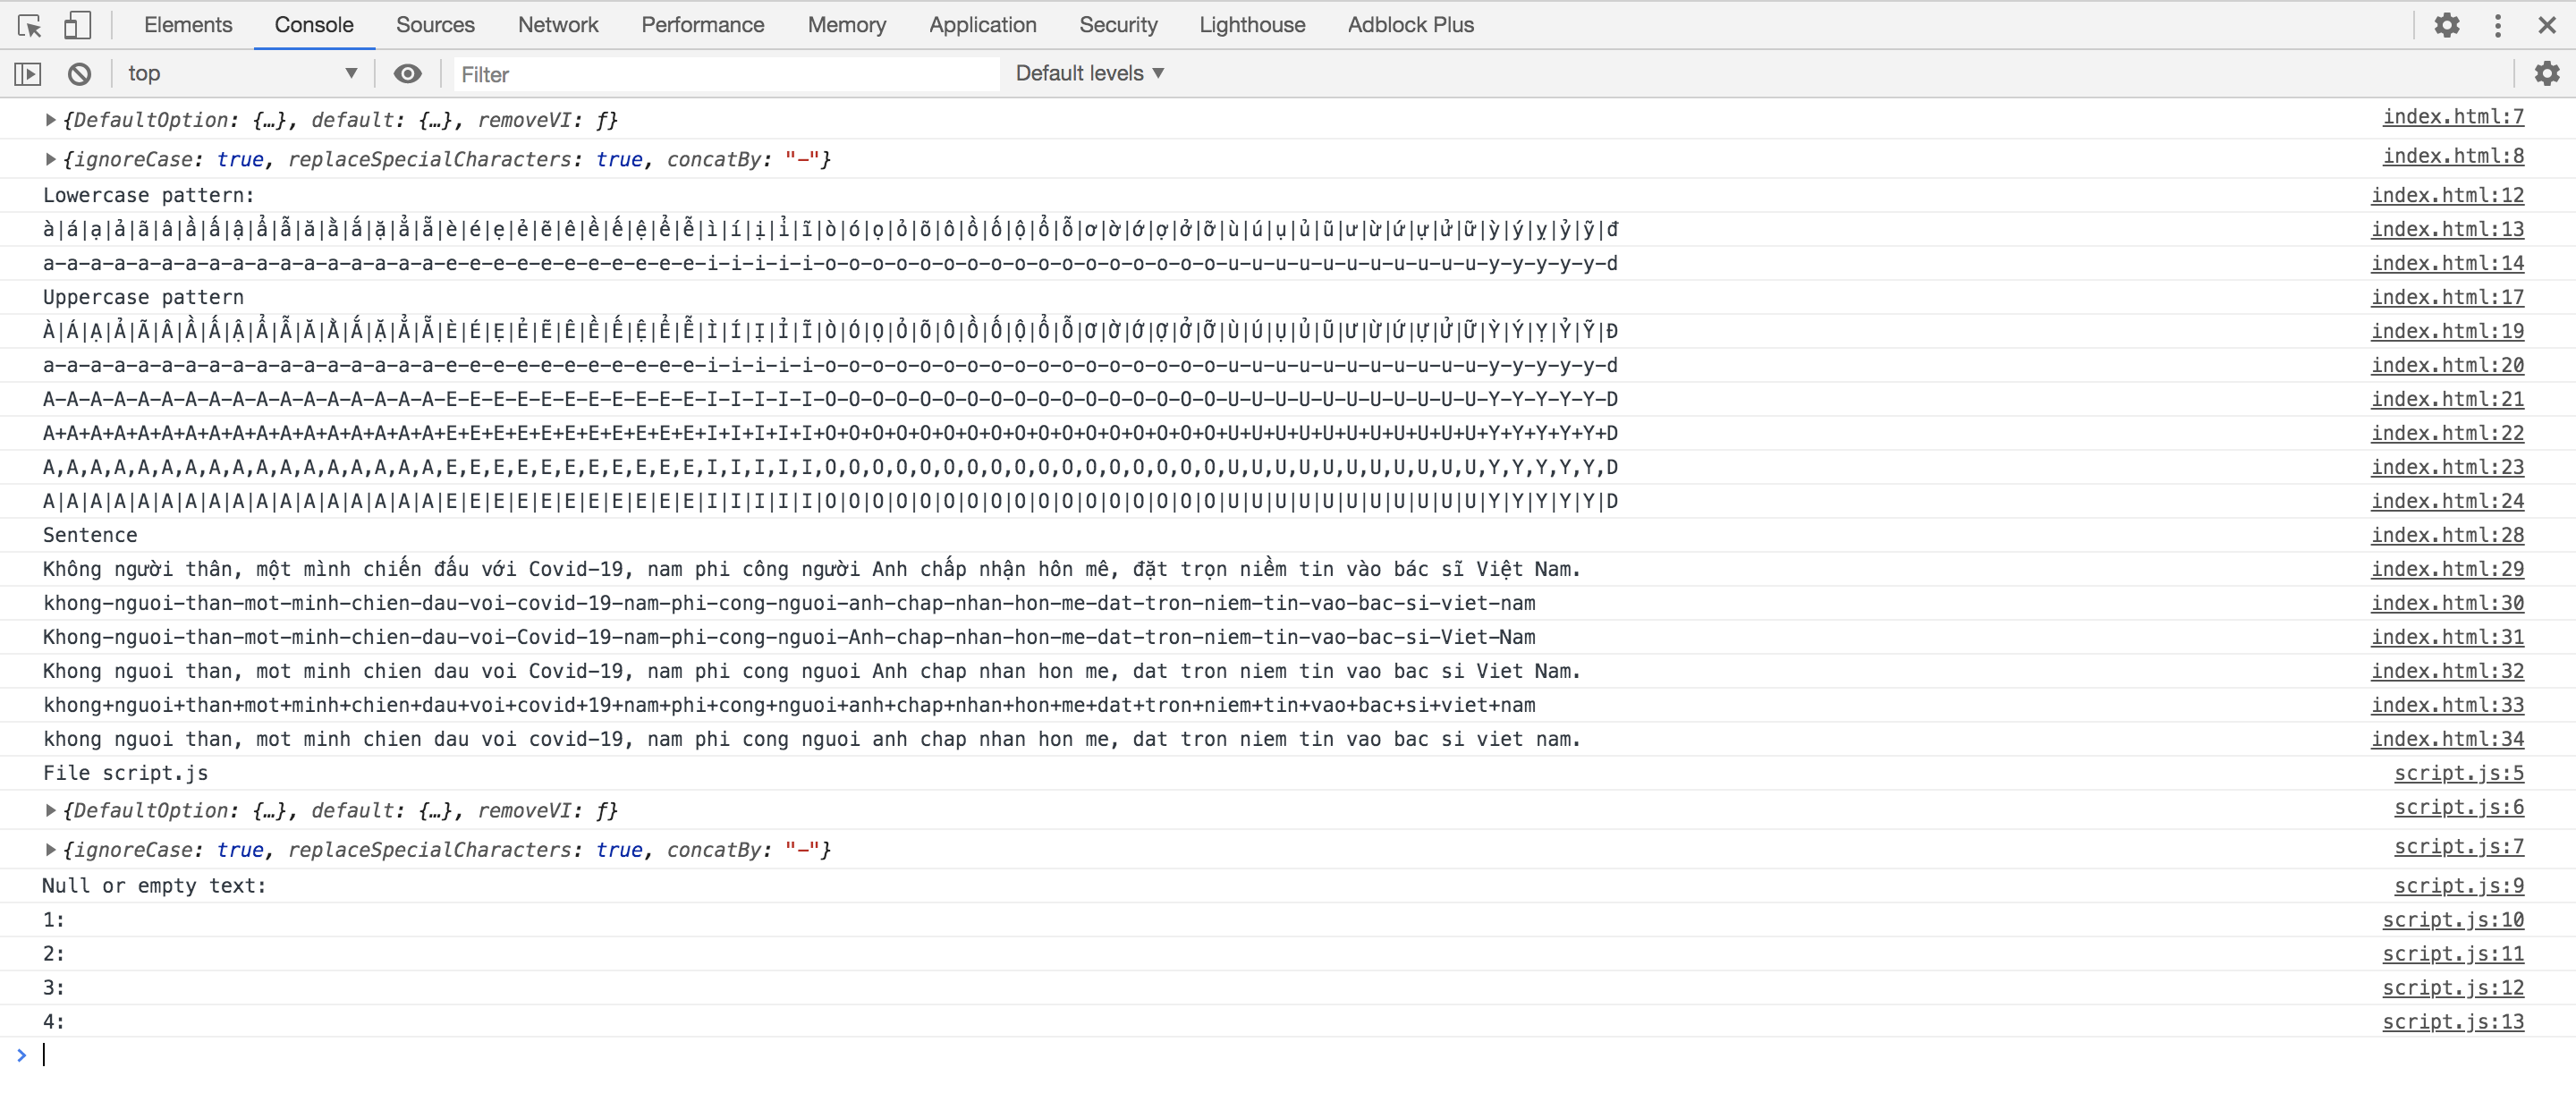 Elements Console Sources Network Performance Memory Application Security Lighthouse Adblock Plus
top ▼ Filter Default levels ▼
▶{DefaultOption: {…}, default: {…}, removeVI: ƒ} index.html:7
▶{ignoreCase: true, replaceSpecialCharacters: true, concatBy: "-"} index.html:8
Lowercase pattern: index.html:12
à|á|ạ|ả|ã|â|ầ|ấ|ậ|ẩ|ẫ|ă|ằ|ắ|ặ|ẳ|ẵ|è|é|ẹ|ẻ|ẽ|ê|ề|ế|ệ|ể|ễ|ì|í|ị|ỉ|ĩ|ò|ó|ọ|ỏ|õ|ô|ồ|ố|ộ|ổ|ỗ|ơ|ờ|ớ|ợ|ở|ỡ|ù|ú|ụ|ủ|ũ|ư|ừ|ứ|ự|ử|ữ|ỳ|ý|ỵ|ỷ|ỹ|đ index.html:13
a-a-a-a-a-a-a-a-a-a-a-a-a-a-a-a-a-e-e-e-e-e-e-e-e-e-e-e-i-i-i-i-i-o-o-o-o-o-o-o-o-o-o-o-o-o-o-o-o-o-u-u-u-u-u-u-u-u-u-u-u-y-y-y-y-y-d index.html:14
Uppercase pattern index.html:17
À|Á|Ạ|Ả|Ã|Â|Ầ|Ấ|Ậ|Ẩ|Ẫ|Ă|Ằ|Ắ|Ặ|Ẳ|Ẵ|È|É|Ẹ|Ẻ|Ẽ|Ê|Ề|Ế|Ệ|Ể|Ễ|Ì|Í|Ị|Ỉ|Ĩ|Ò|Ó|Ọ|Ỏ|Õ|Ô|Ồ|Ố|Ộ|Ổ|Ỗ|Ơ|Ờ|Ớ|Ợ|Ở|Ỡ|Ù|Ú|Ụ|Ủ|Ũ|Ư|Ừ|Ứ|Ự|Ử|Ữ|Ỳ|Ý|Ỵ|Ỷ|Ỹ|Đ index.html:19
a-a-a-a-a-a-a-a-a-a-a-a-a-a-a-a-a-e-e-e-e-e-e-e-e-e-e-e-i-i-i-i-i-o-o-o-o-o-o-o-o-o-o-o-o-o-o-o-o-o-u-u-u-u-u-u-u-u-u-u-u-y-y-y-y-y-d index.html:20
A-A-A-A-A-A-A-A-A-A-A-A-A-A-A-A-A-E-E-E-E-E-E-E-E-E-E-E-I-I-I-I-I-O-O-O-O-O-O-O-O-O-O-O-O-O-O-O-O-O-U-U-U-U-U-U-U-U-U-U-U-Y-Y-Y-Y-Y-D index.html:21
A+A+A+A+A+A+A+A+A+A+A+A+A+A+A+A+A+E+E+E+E+E+E+E+E+E+E+E+I+I+I+I+I+O+O+O+O+O+O+O+O+O+O+O+O+O+O+O+O+O+U+U+U+U+U+U+U+U+U+U+U+Y+Y+Y+Y+Y+D index.html:22
A,A,A,A,A,A,A,A,A,A,A,A,A,A,A,A,A,E,E,E,E,E,E,E,E,E,E,E,I,I,I,I,I,O,O,O,O,O,O,O,O,O,O,O,O,O,O,O,O,O,U,U,U,U,U,U,U,U,U,U,U,Y,Y,Y,Y,Y,D index.html:23
A|A|A|A|A|A|A|A|A|A|A|A|A|A|A|A|A|E|E|E|E|E|E|E|E|E|E|E|I|I|I|I|I|O|O|O|O|O|O|O|O|O|O|O|O|O|O|O|O|O|U|U|U|U|U|U|U|U|U|U|U|Y|Y|Y|Y|Y|D index.html:24
Sentence index.html:28
Không người thân, một mình chiến đấu với Covid-19, nam phi công người Anh chấp nhận hôn mê, đặt trọn niềm tin vào bác sĩ Việt Nam. index.html:29
khong-nguoi-than-mot-minh-chien-dau-voi-covid-19-nam-phi-cong-nguoi-anh-chap-nhan-hon-me-dat-tron-niem-tin-vao-bac-si-viet-nam index.html:30
Khong-nguoi-than-mot-minh-chien-dau-voi-Covid-19-nam-phi-cong-nguoi-Anh-chap-nhan-hon-me-dat-tron-niem-tin-vao-bac-si-Viet-Nam index.html:31
Khong nguoi than, mot minh chien dau voi Covid-19, nam phi cong nguoi Anh chap nhan hon me, dat tron niem tin vao bac si Viet Nam. index.html:32
khong+nguoi+than+mot+minh+chien+dau+voi+covid+19+nam+phi+cong+nguoi+anh+chap+nhan+hon+me+dat+tron+niem+tin+vao+bac+si+viet+nam index.html:33
khong nguoi than, mot minh chien dau voi covid-19, nam phi cong nguoi anh chap nhan hon me, dat tron niem tin vao bac si viet nam. index.html:34
File script.js script.js:5
▶{DefaultOption: {…}, default: {…}, removeVI: ƒ} script.js:6
▶{ignoreCase: true, replaceSpecialCharacters: true, concatBy: "-"} script.js:7
Null or empty text: script.js:9
1: script.js:10
2: script.js:11
3: script.js:12
4: script.js:13